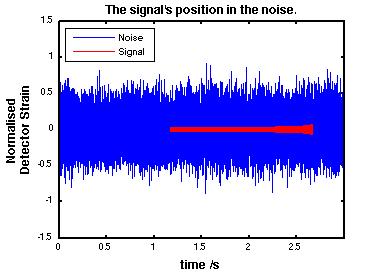 The signal's position in the noise.
1.5
Noise
Signal
1
0.5
0
-0.5
-1
-1.5
Normalised
Detector Strain
0 0.5 1 1.5 2 2.5
time /s